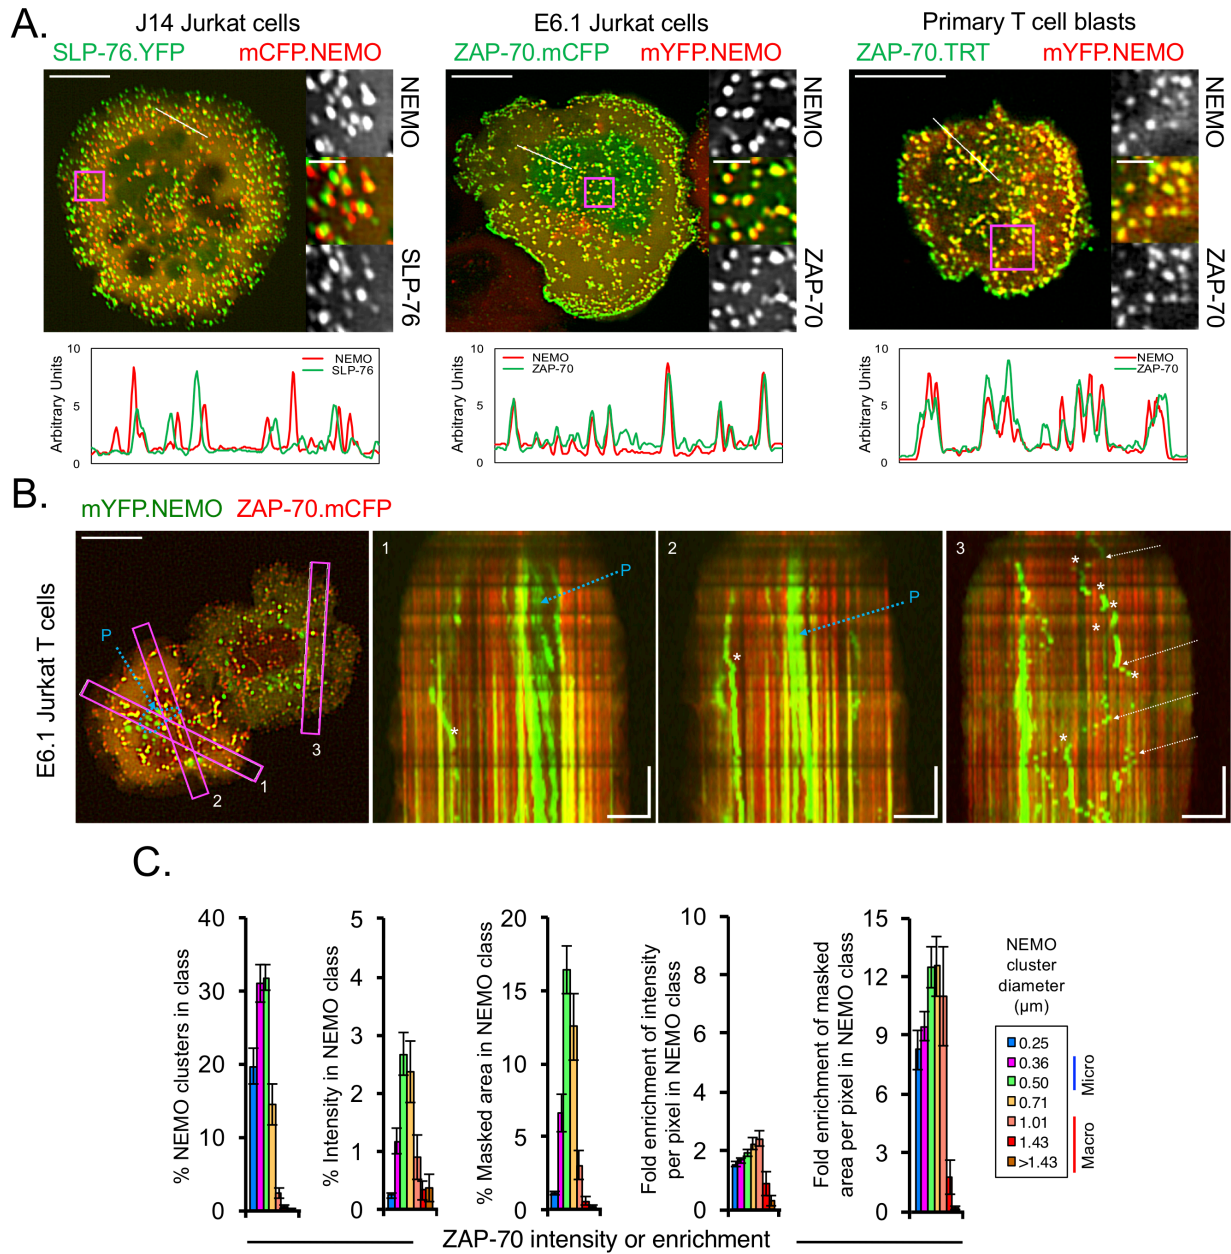 A.
J14 Jurkat cells
SLP-76.YFP mCFP.NEMO
NEMO
SLP-76
E6.1 Jurkat cells
ZAP-70.mCFP mYFP.NEMO
NEMO
ZAP-70
Primary T cell blasts
ZAP-70.TRT mYFP.NEMO
NEMO
ZAP-70
Arbitrary Units
10
5
0
NEMO
SLP-76
Arbitrary Units
10
5
0
NEMO
ZAP-70
Arbitrary Units
10
5
0
NEMO
ZAP-70
B.
mYFP.NEMO ZAP-70.mCFP
E6.1 Jurkat T cells
P
1
2
3
1
P
*
2
P
*
3
*
*
*
*
*
*
C.
% NEMO clusters in class
40
30
20
10
0
% Intensity in NEMO class
5
4
3
2
1
0
% Masked area in NEMO class
20
15
10
5
0
Fold enrichment of intensity
per pixel in NEMO class
10
8
6
4
2
0
Fold enrichment of masked
area per pixel in NEMO class
15
12
9
6
3
0
NEMO
cluster
diameter
(µm)
0.25
0.36
0.50
0.71
1.01
1.43
>1.43
Micro
Macro
ZAP-70 intensity or enrichment